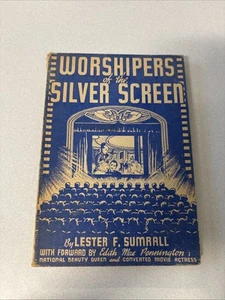 WORSHIPERS
of the
SILVER SCREEN
By LESTER F. SUMRALL
WITH FORWARD BY Edith Mae Pennington
NATIONAL BEAUTY QUEEN and CONVERTED MOVIE ACTRESS